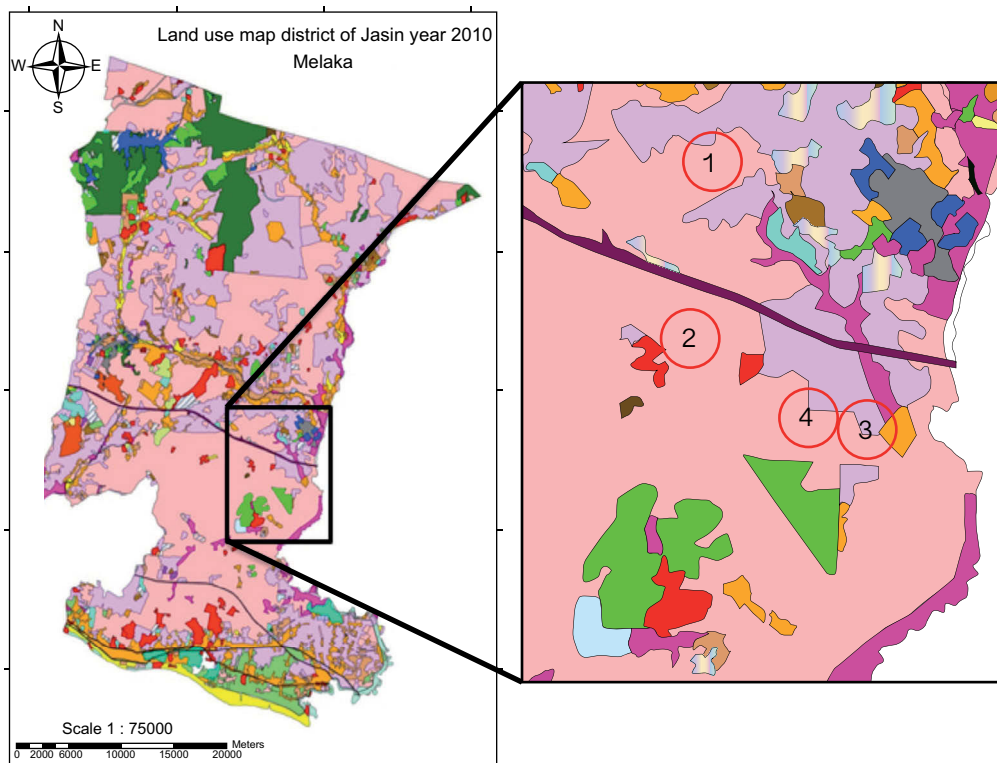 Land use map district of Jasin year 2010
Melaka
N
W E
S
1
2
4 3
Scale 1 : 75000
Meters
0 2000 6000 10000 15000 20000